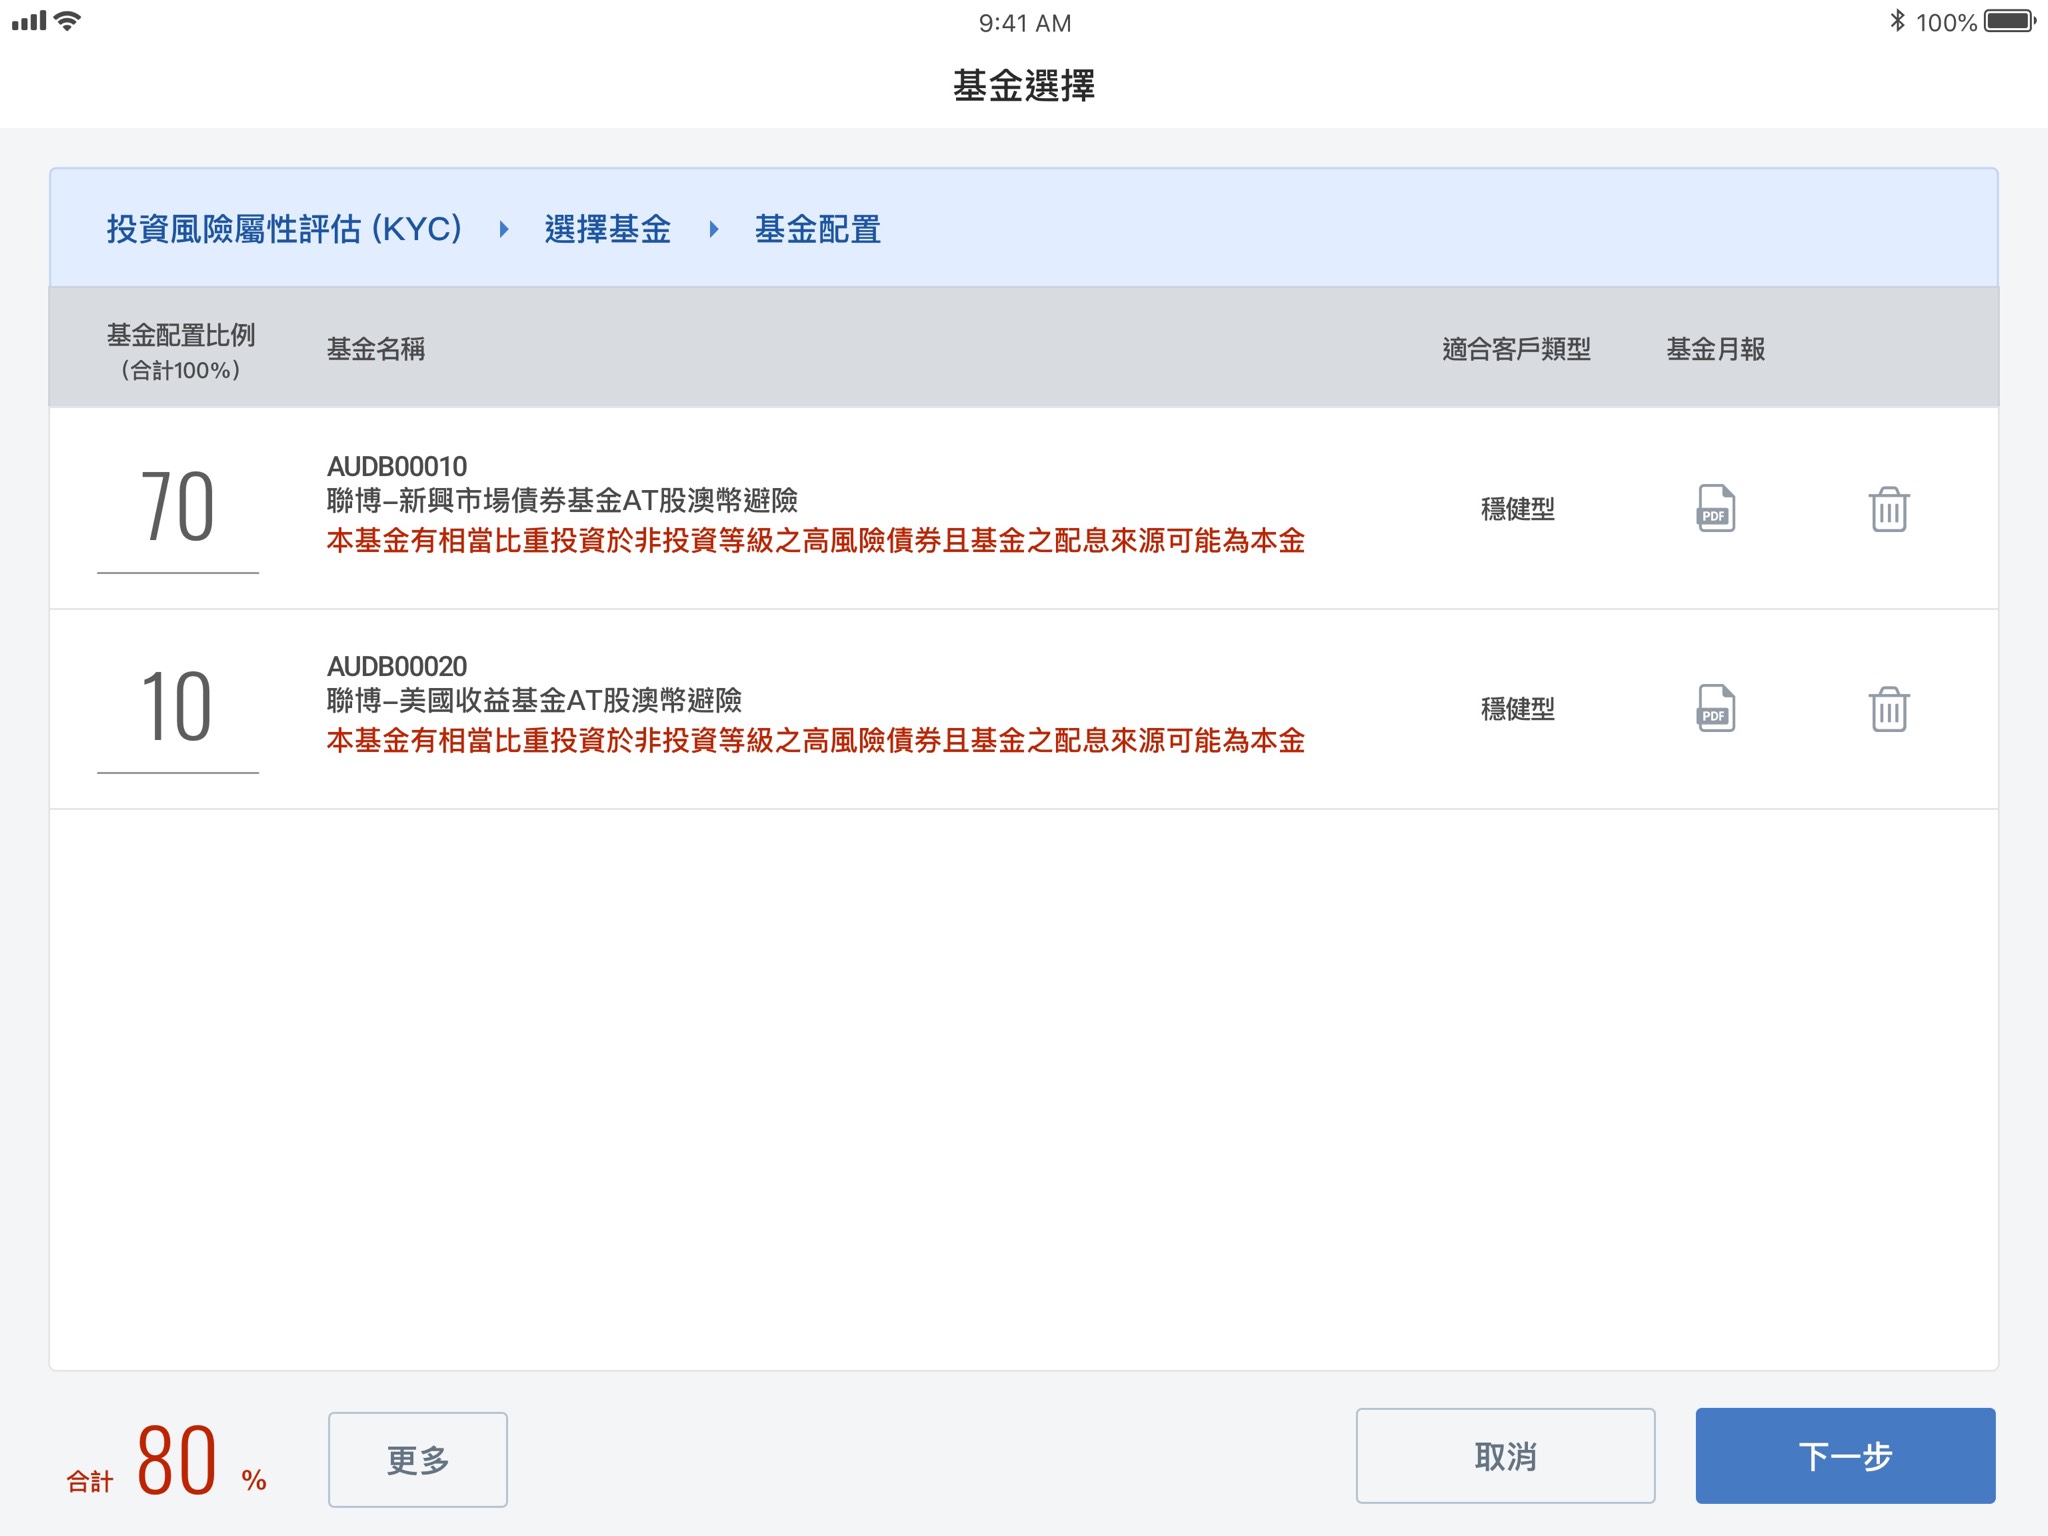 9:41 AM
100%
基金選擇
投資風險屬性評估 (KYC) 選擇基金 基金配置
基金配置比例
(合計100%)
基金名稱
適合客戶類型
基金月報
70
AUDB00010
聯博–新興市場債券基金AT股澳幣避險
本基金有相當比重投資於非投資等級之高風險債券且基金之配息來源可能為本金
穩健型
PDF
10
AUDB00020
聯博–美國收益基金AT股澳幣避險
本基金有相當比重投資於非投資等級之高風險債券且基金之配息來源可能為本金
穩健型
PDF
合計 80 %
更多
取消
下一步